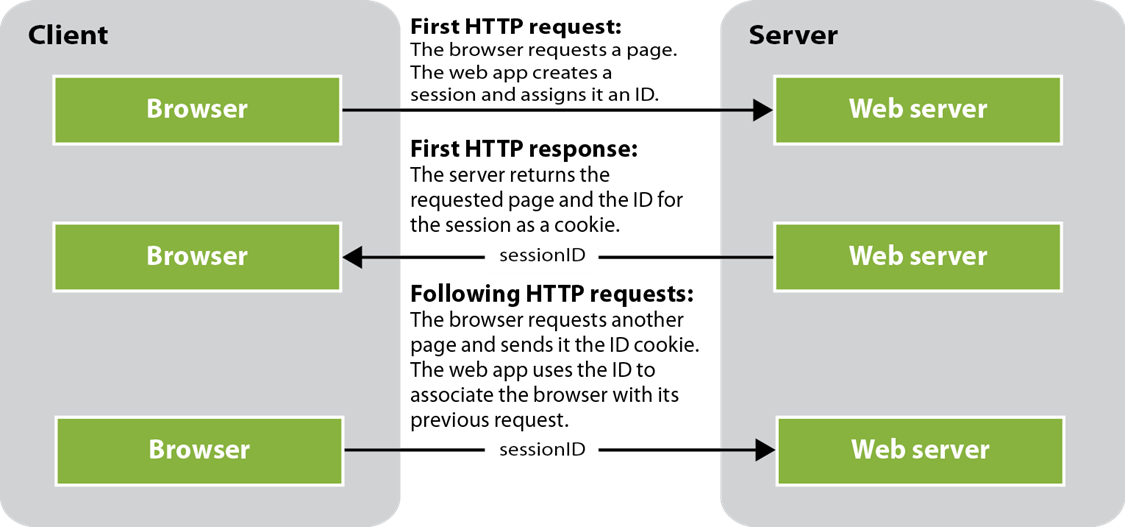 Client
Server
First HTTP request:
The browser requests a page.
The web app creates a
session and assigns it an ID.
Browser
Web server
First HTTP response:
The server returns the
requested page and the ID for
the session as a cookie.
Browser
sessionID
Web server
Following HTTP requests:
The browser requests another
page and sends it the ID cookie.
The web app uses the ID to
associate the browser with its
previous request.
Browser
sessionID
Web server